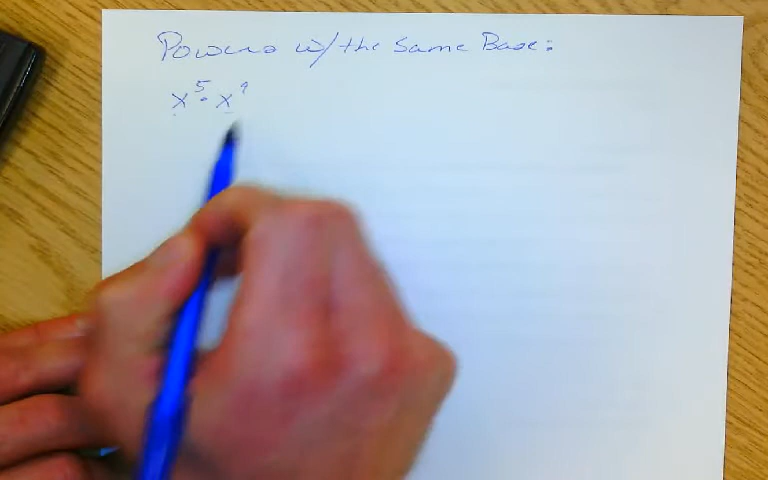 Powers w/ the Same Base:
x⁵ · x⁹